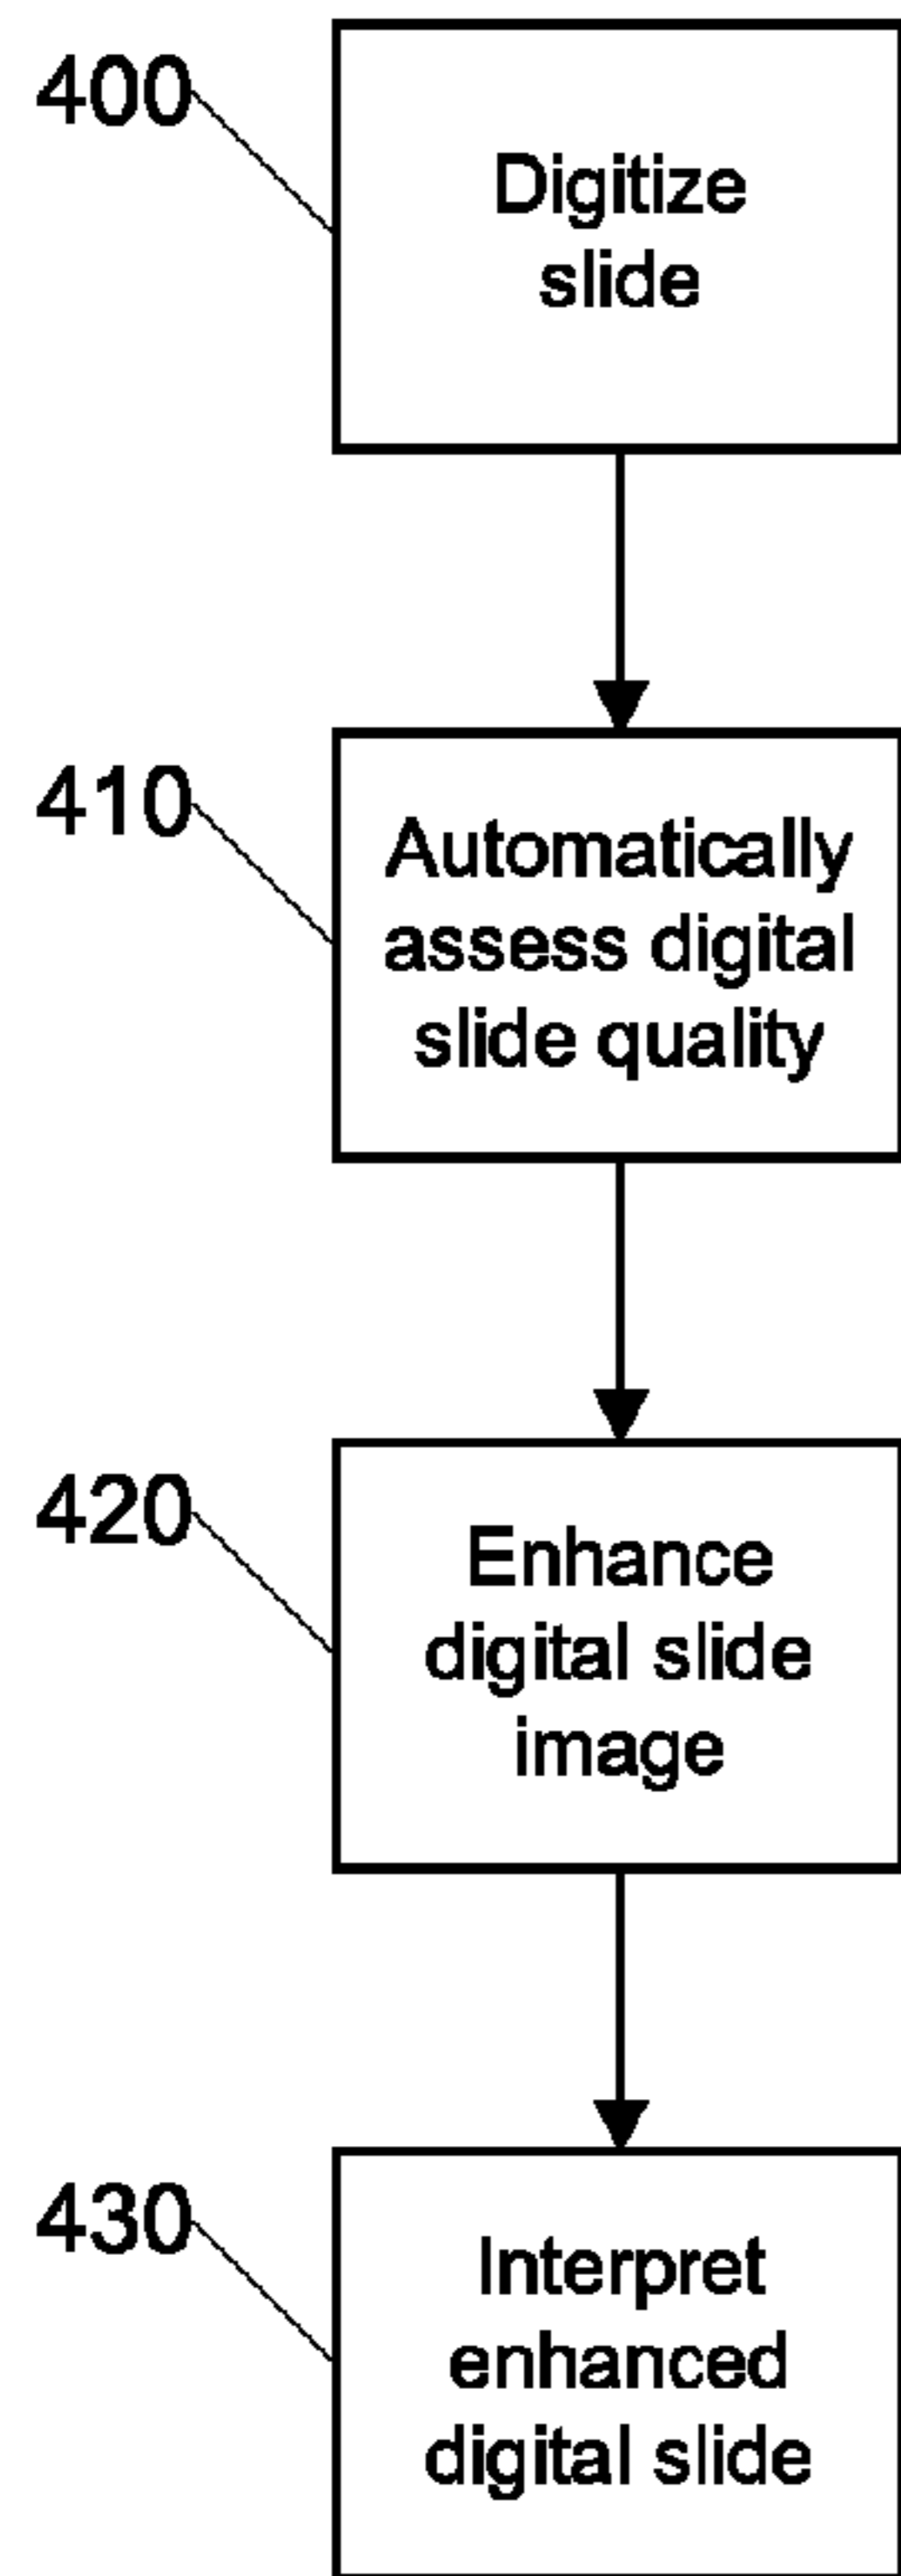 400
Digitize
slide
410
Automatically
assess digital
slide quality
420
Enhance
digital slide
image
430
Interpret
enhanced
digital slide